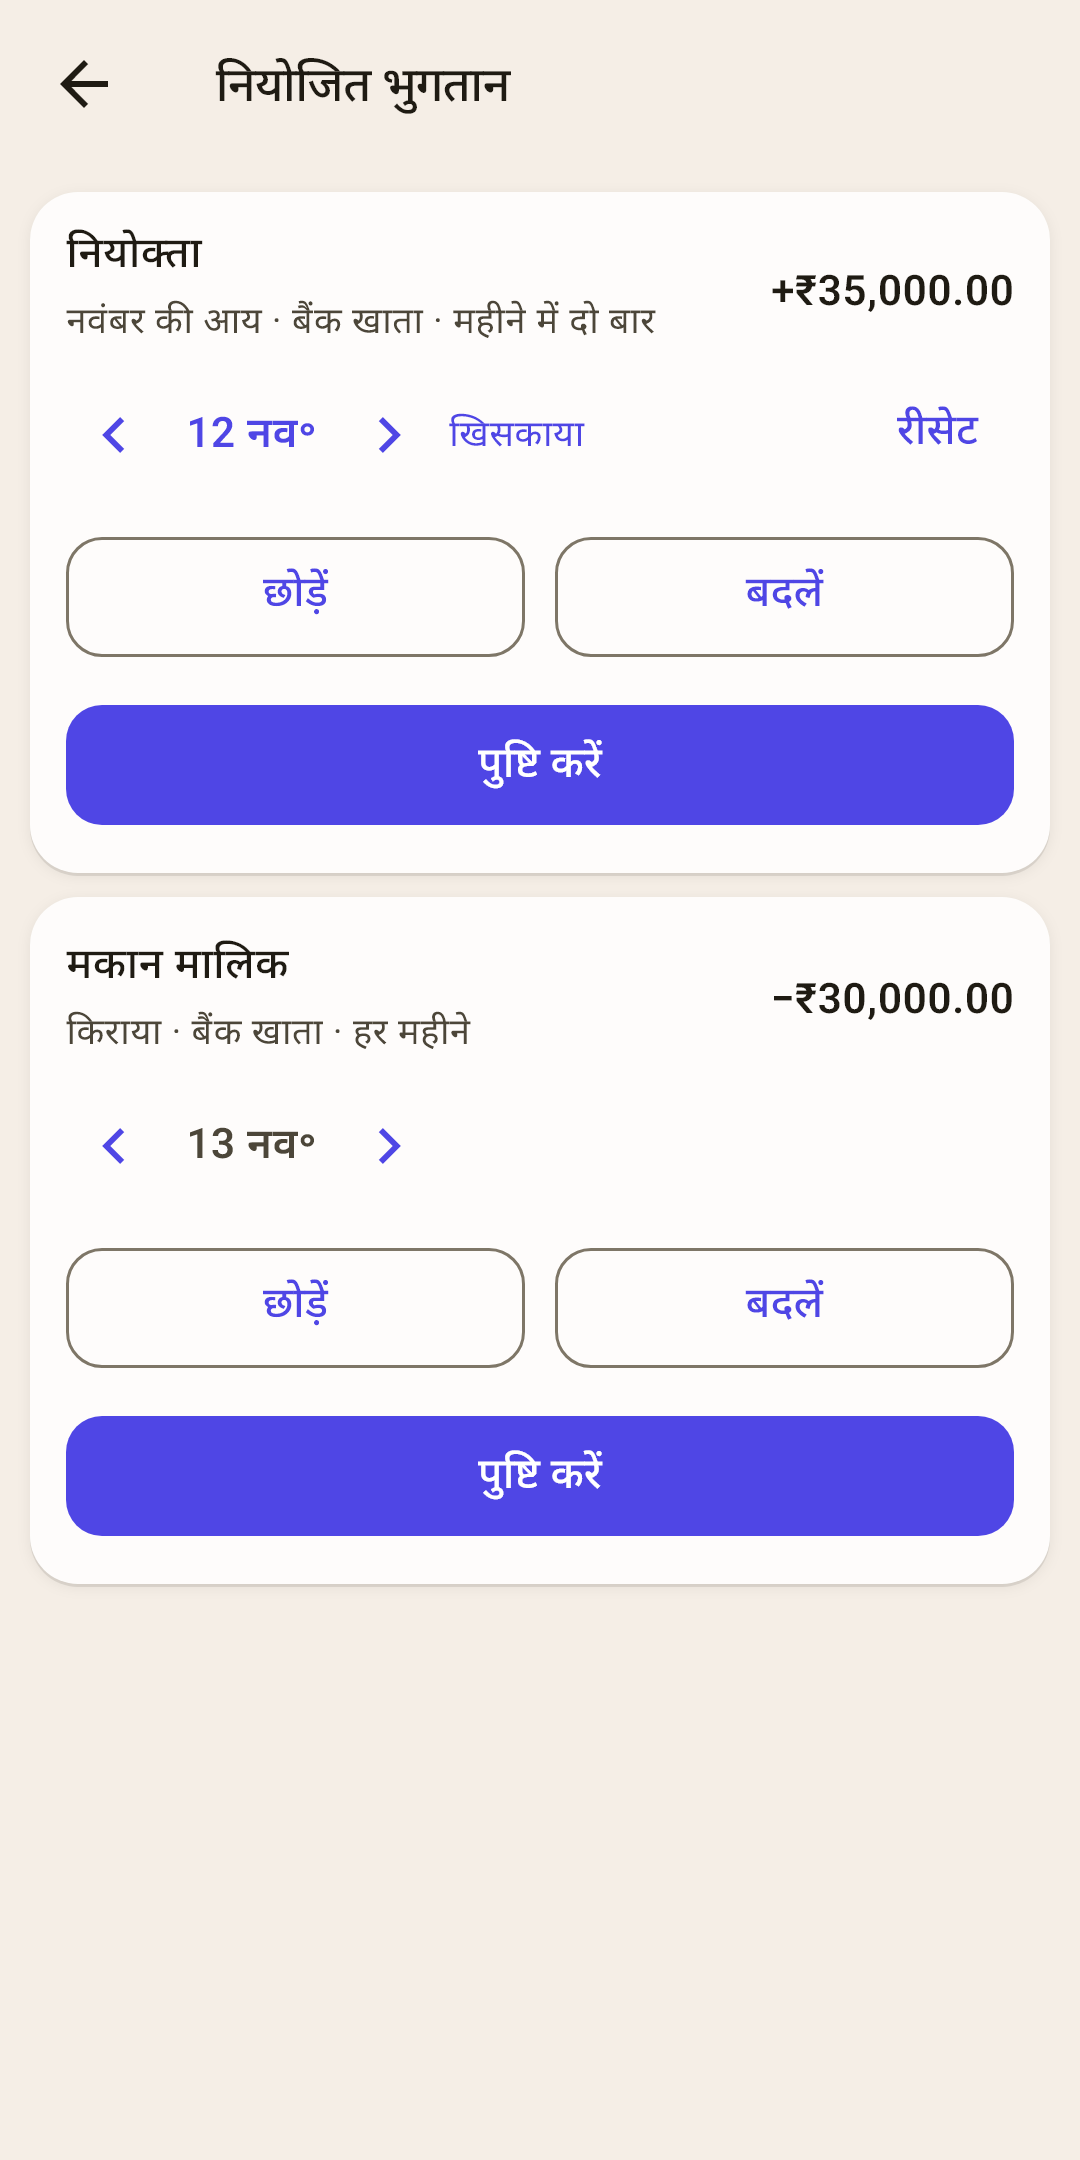 नियोजित भुगतान
नियोक्ता
नवंबर की आय · बैंक खाता · महीने में दो बार
+₹35,000.00
12 नव॰
खिसकाया
रीसेट
छोड़ें
बदलें
पुष्टि करें
मकान मालिक
किराया · बैंक खाता · हर महीने
−₹30,000.00
13 नव॰
छोड़ें
बदलें
पुष्टि करें